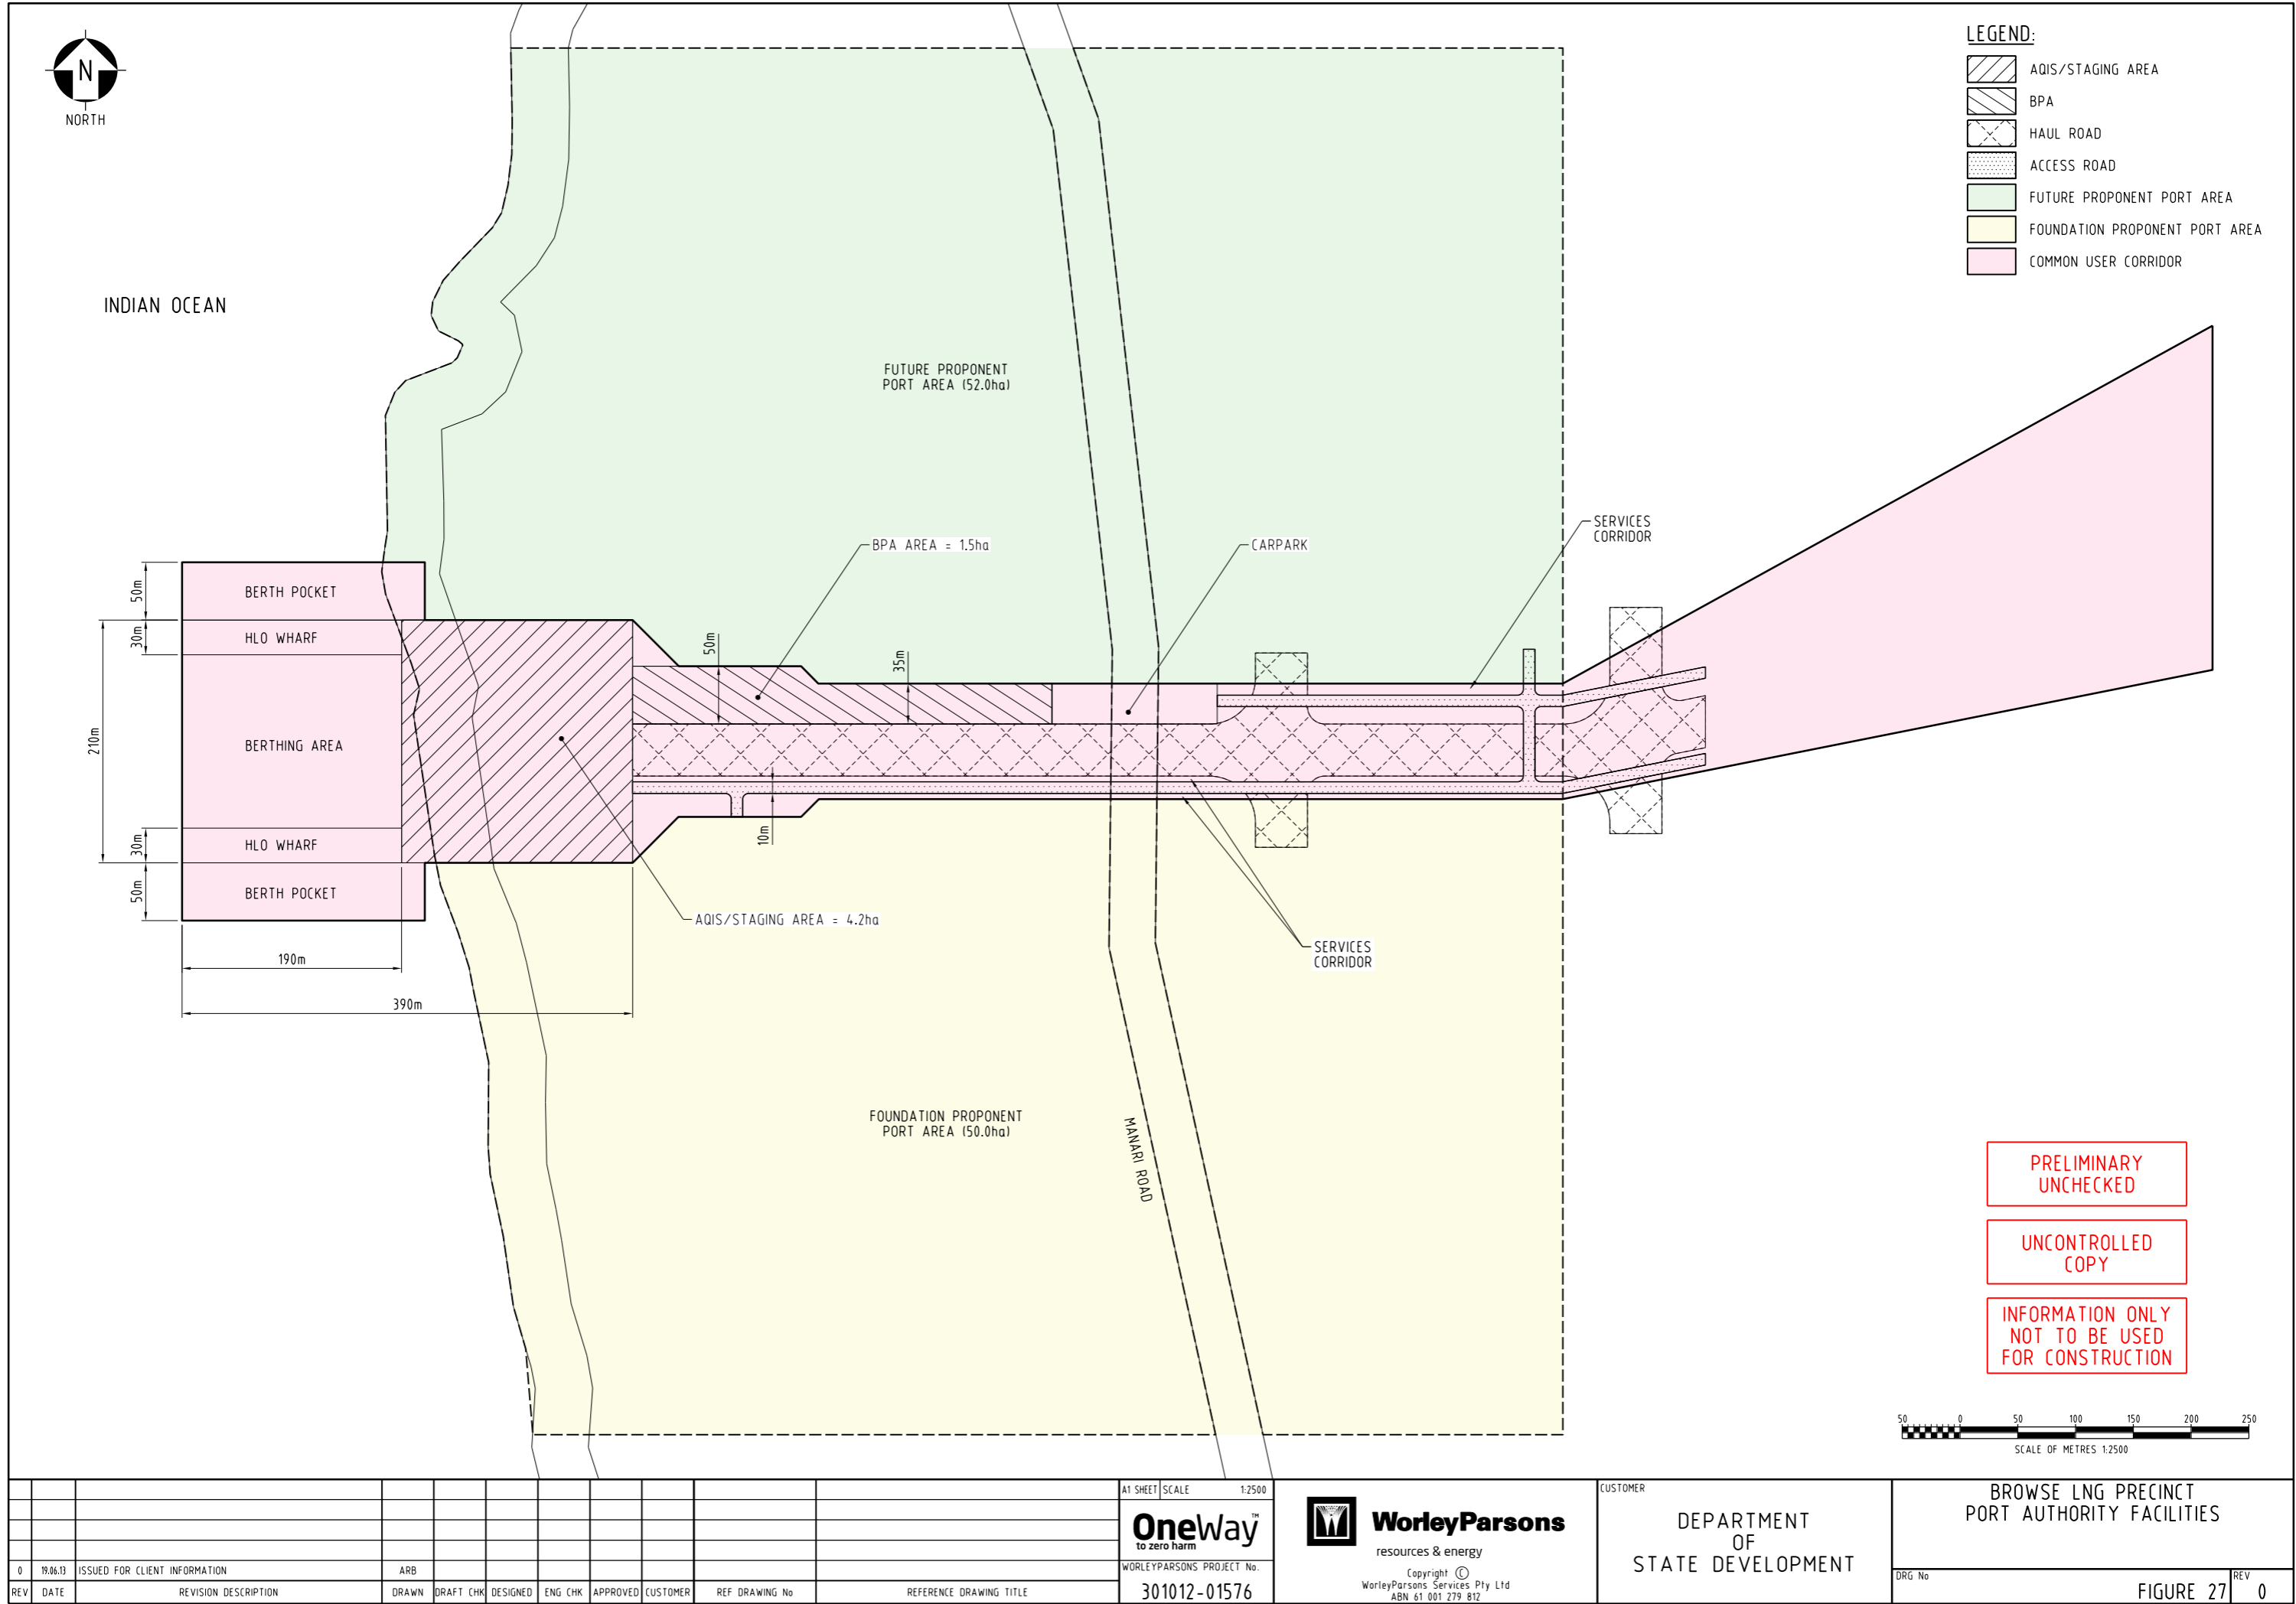 N
NORTH
INDIAN OCEAN
LEGEND:
AQIS/STAGING AREA
BPA
HAUL ROAD
ACCESS ROAD
FUTURE PROPONENT PORT AREA
FOUNDATION PROPONENT PORT AREA
COMMON USER CORRIDOR
FUTURE PROPONENT
PORT AREA (52.0ha)
BPA AREA = 1.5ha
CARPARK
SERVICES
CORRIDOR
50m
30m
210m
30m
50m
BERTH POCKET
HLO WHARF
BERTHING AREA
HLO WHARF
BERTH POCKET
50m
35m
10m
AQIS/STAGING AREA = 4.2ha
190m
390m
SERVICES
CORRIDOR
FOUNDATION PROPONENT
PORT AREA (50.0ha)
MANARI ROAD
PRELIMINARY
UNCHECKED
UNCONTROLLED
COPY
INFORMATION ONLY
NOT TO BE USED
FOR CONSTRUCTION
50 0 50 100 150 200 250
SCALE OF METRES 1:2500
0 19.06.13 ISSUED FOR CLIENT INFORMATION ARB
REV DATE REVISION DESCRIPTION DRAWN DRAFT CHK DESIGNED ENG CHK APPROVED CUSTOMER REF DRAWING No REFERENCE DRAWING TITLE
A1 SHEET SCALE 1:2500
OneWay™
to zero harm
WORLEYPARSONS PROJECT No.
301012-01576
WorleyParsons
resources & energy
Copyright ©
WorleyParsons Services Pty Ltd
ABN 61 001 279 812
CUSTOMER
DEPARTMENT
OF
STATE DEVELOPMENT
BROWSE LNG PRECINCT
PORT AUTHORITY FACILITIES
DRG No
FIGURE 27
REV
0